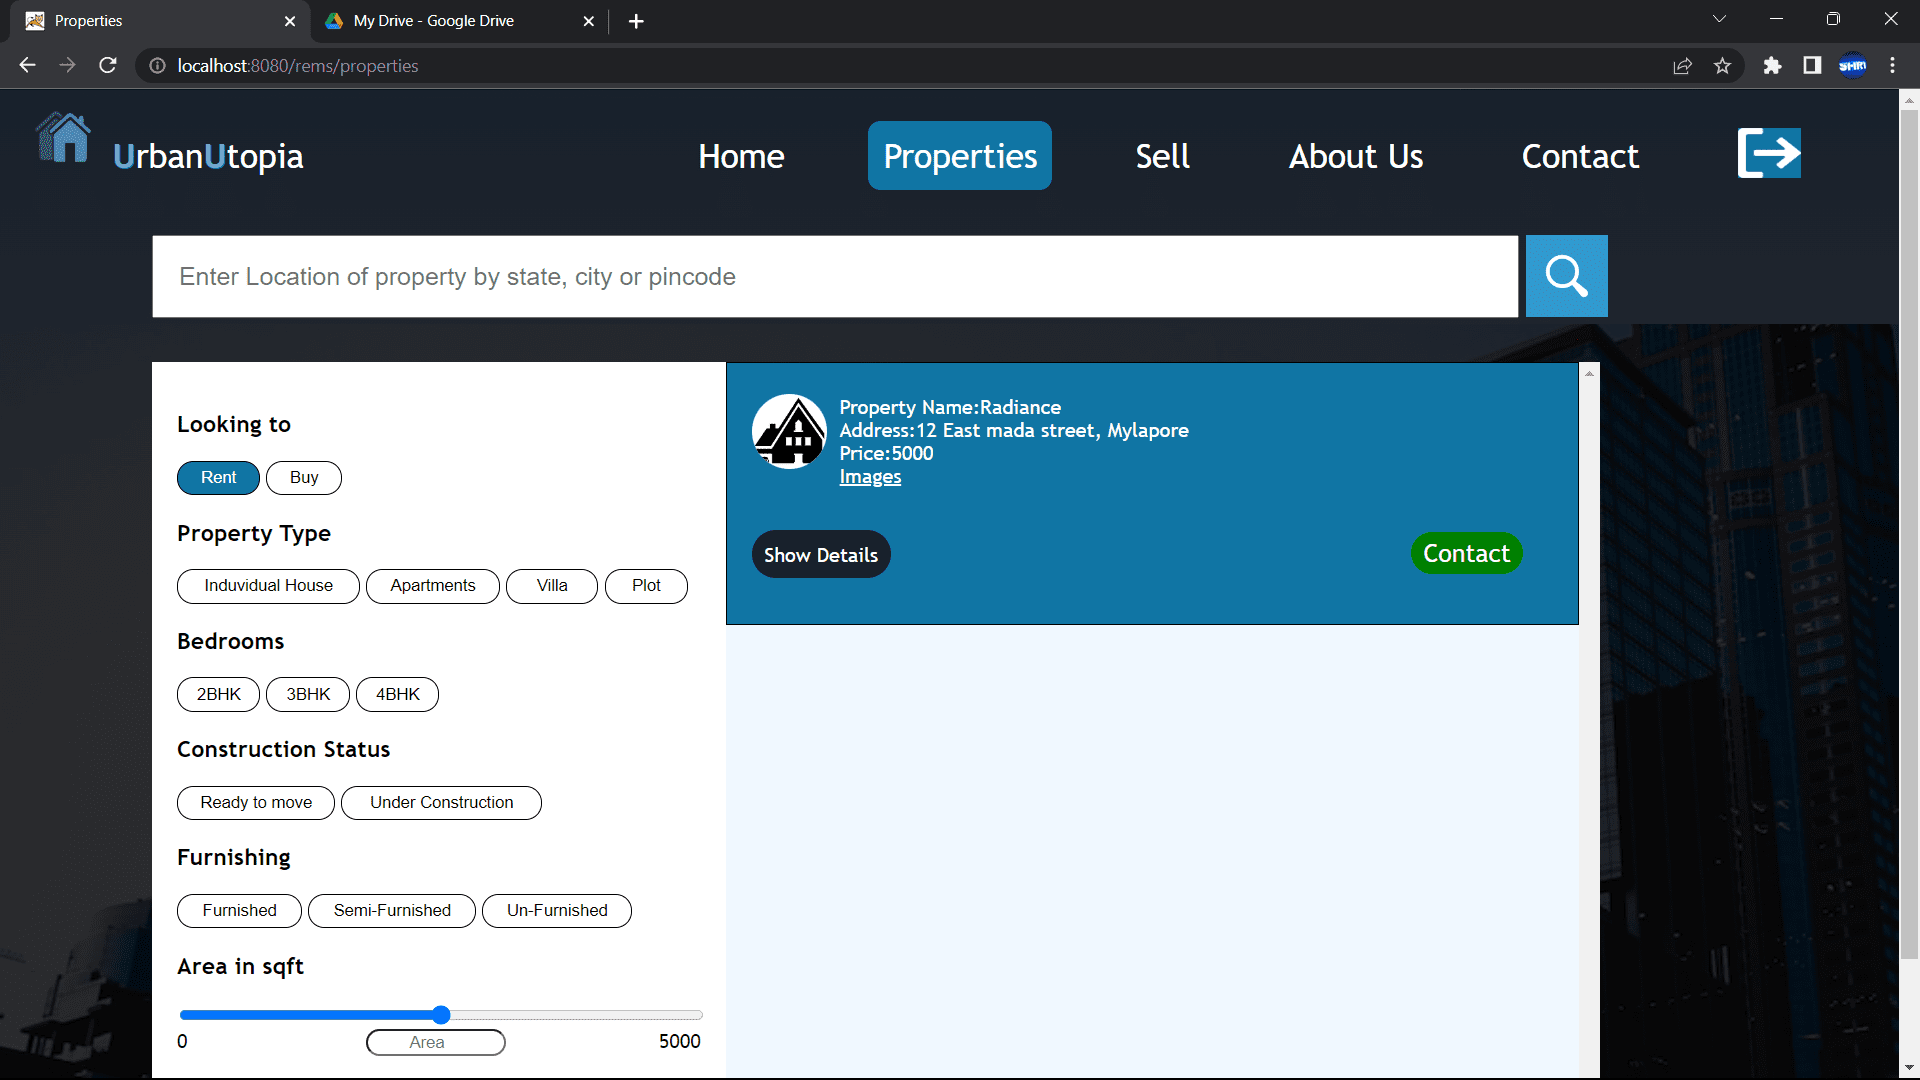 Properties
My Drive - Google Drive
localhost:8080/rems/properties
SHRI
UrbanUtopia
Home
Properties
Sell
About Us
Contact
Enter Location of property by state, city or pincode
Looking to
Rent
Buy
Property Type
Induvidual House
Apartments
Villa
Plot
Bedrooms
2BHK
3BHK
4BHK
Construction Status
Ready to move
Under Construction
Furnishing
Furnished
Semi-Furnished
Un-Furnished
Area in sqft
0
Area
5000
Property Name:Radiance
Address:12 East mada street, Mylapore
Price:5000
Images
Show Details
Contact